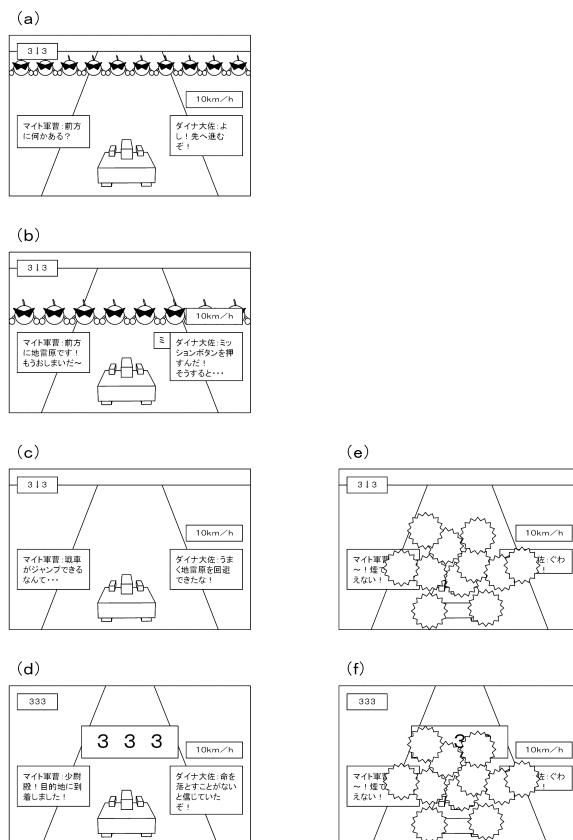 (a)
3↓3
10km/h
マイト軍曹:前方
に何かある?
ダイナ大佐:よ
し!先へ進む
ぞ!
(b)
3↓3
10km/h
マイト軍曹:前方
に地雷原です!
もうおしまいだ~
ミ
ダイナ大佐:ミッ
ションボタンを押
すんだ!
そうすると・・・
(c)
3↓3
10km/h
マイト軍曹:戦車
がジャンプできる
なんて・・・
ダイナ大佐:うま
く地雷原を回避
できたな!
(e)
3↓3
10km/h
マイト軍曹
~!煙で
えない!
佐:ぐわ
!
(d)
333
3 3 3
10km/h
マイト軍曹:少尉
殿!目的地に到
着しました!
ダイナ大佐:命を
落とすことがない
と信じていた
ぞ!
(f)
333
3
10km/h
マイト軍曹
~!煙で
えない!
佐:ぐわ
!